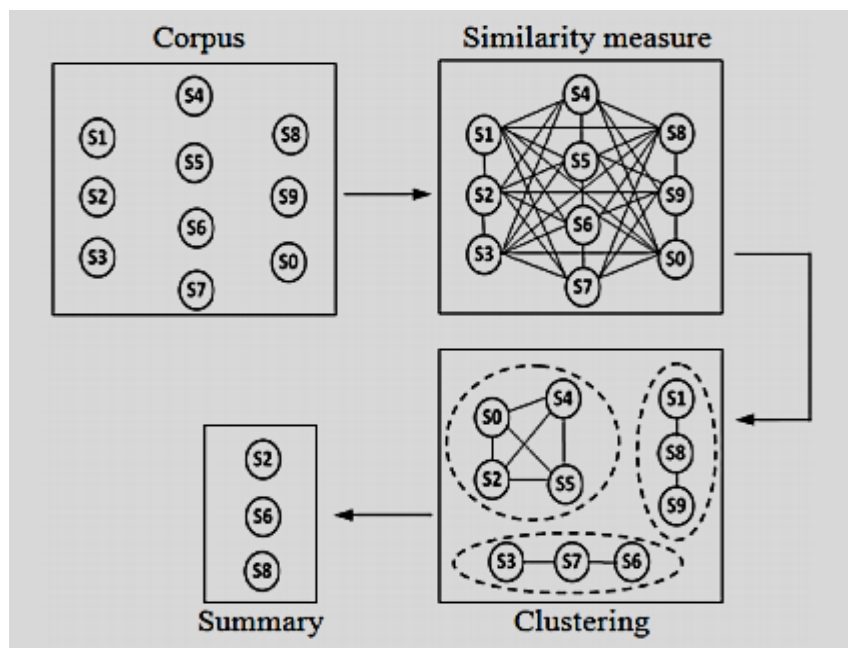 Corpus
S4
S1
S8
S5
S2
S9
S6
S3
S0
S7
Similarity measure
S4
S1
S8
S5
S2
S9
S6
S3
S0
S7
S4
S0
S2
S5
S1
S8
S9
S3 S7 S6
Clustering
S2
S6
S8
Summary